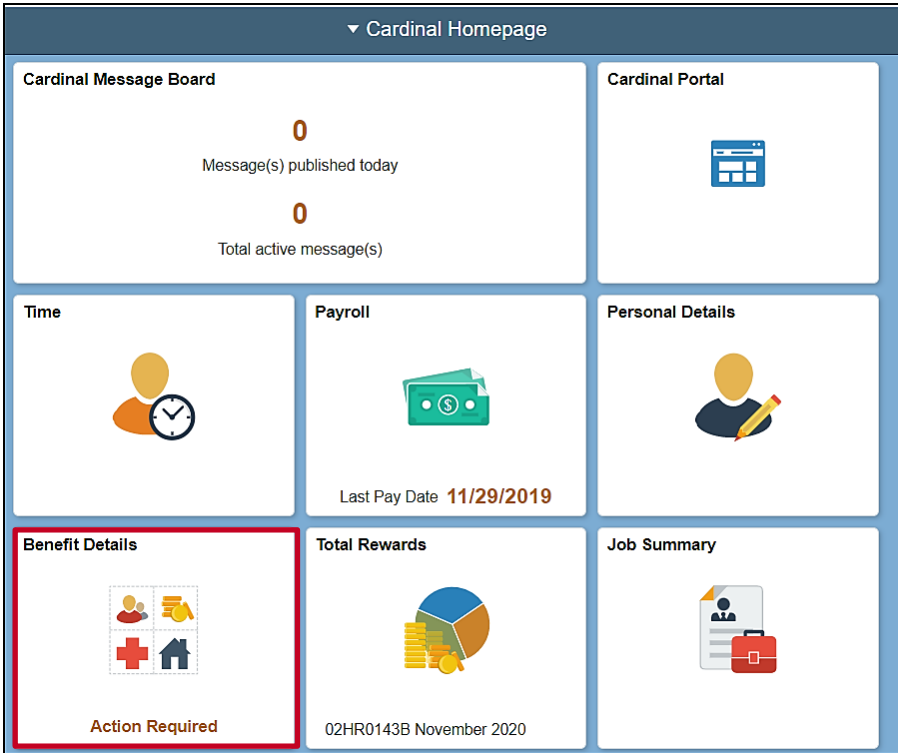 Cardinal Homepage
Cardinal Message Board
0
Message(s) published today
0
Total active message(s)
Cardinal Portal
Time
Payroll
Last Pay Date 11/29/2019
Personal Details
Benefit Details
Action Required
Total Rewards
02HR0143B November 2020
Job Summary